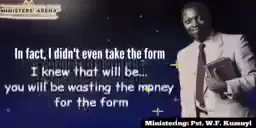 MINISTERS' ARENA
In fact, I didn't even take the form
I knew that will be...
you will be wasting the money
for the form
Ministering: Pst. W.F. Kumuyi